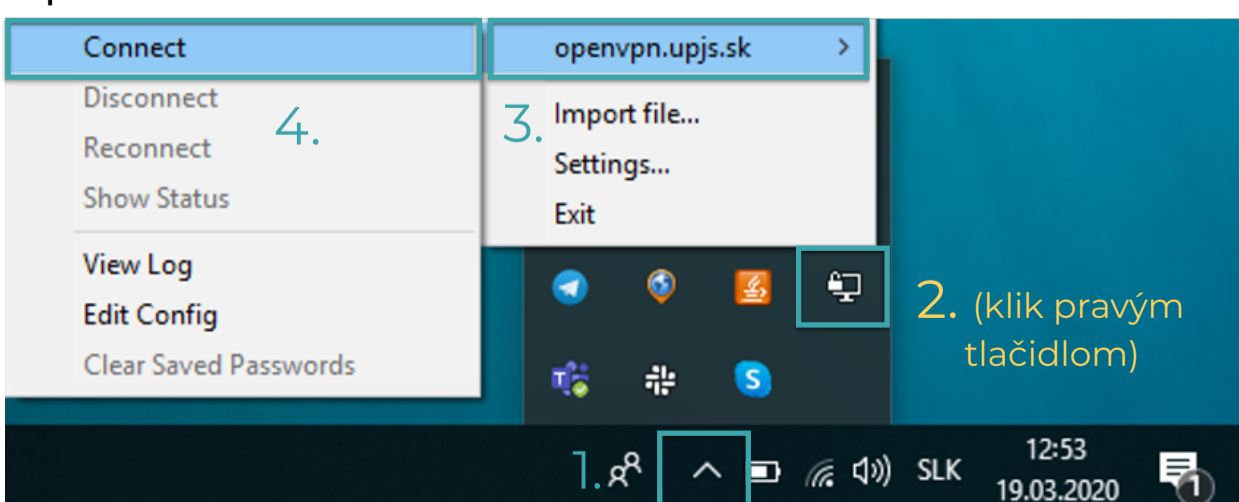 Connect
Disconnect
Reconnect
Show Status
View Log
Edit Config
Clear Saved Passwords
4.
openvpn.upjs.sk
3.
Import file...
Settings...
Exit
2. (klik pravým
tlačidlom)
1.
SLK
12:53
19.03.2020
1